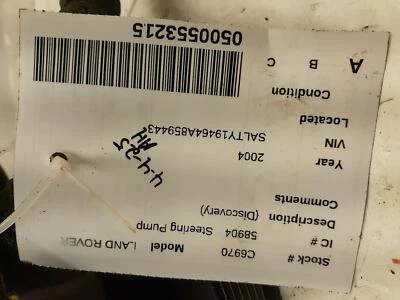 Stock # C6970 Model LAND ROVER
IC # 58904 Steering Pump
Description (Discovery)
Comments
Year 2004
VIN SALTY19464A859443
Located
Condition
A B C
0500553215
4-4-25